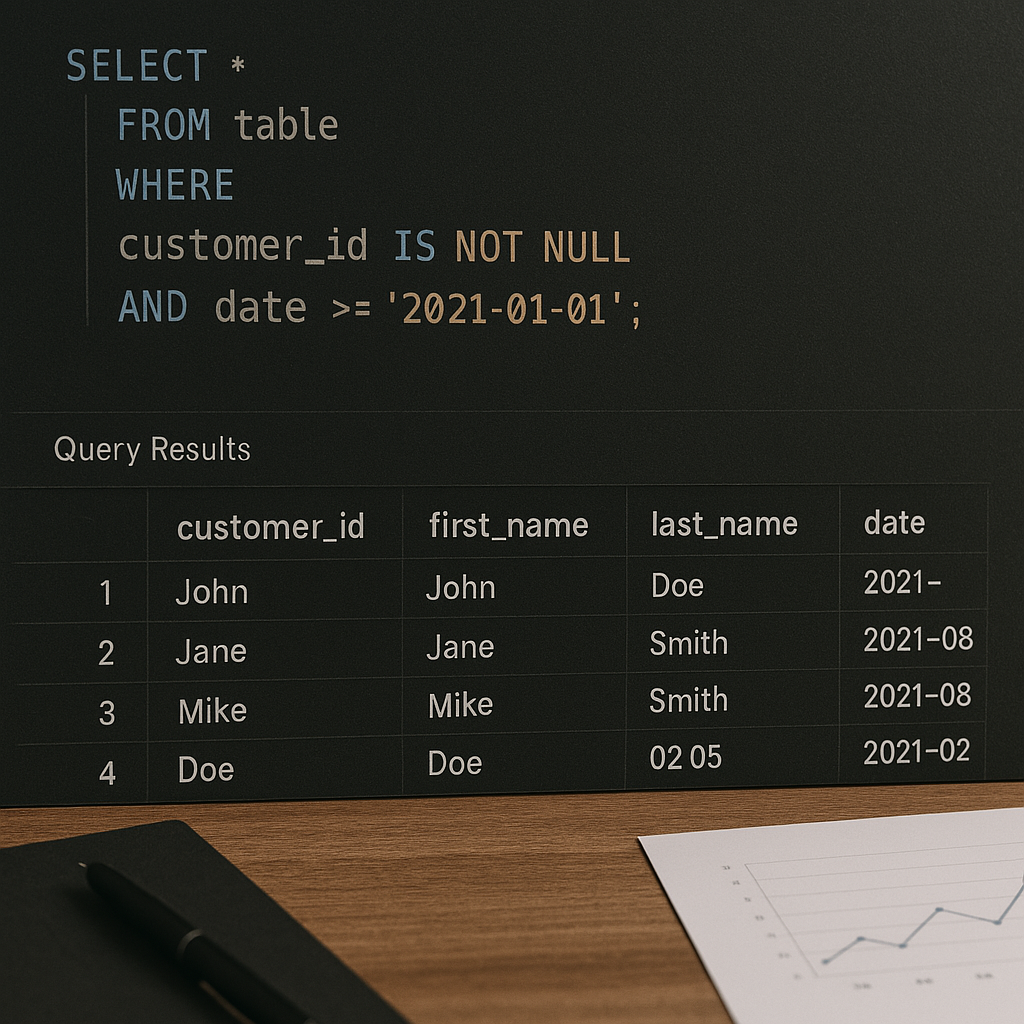 SELECT *
FROM table
WHERE
customer_id IS NOT NULL
AND date >= '2021-01-01';
Query Results
customer_id first_name last_name date
1 John John Doe 2021-
2 Jane Jane Smith 2021-08
3 Mike Mike Smith 2021-08
4 Doe Doe 02 05 2021-02